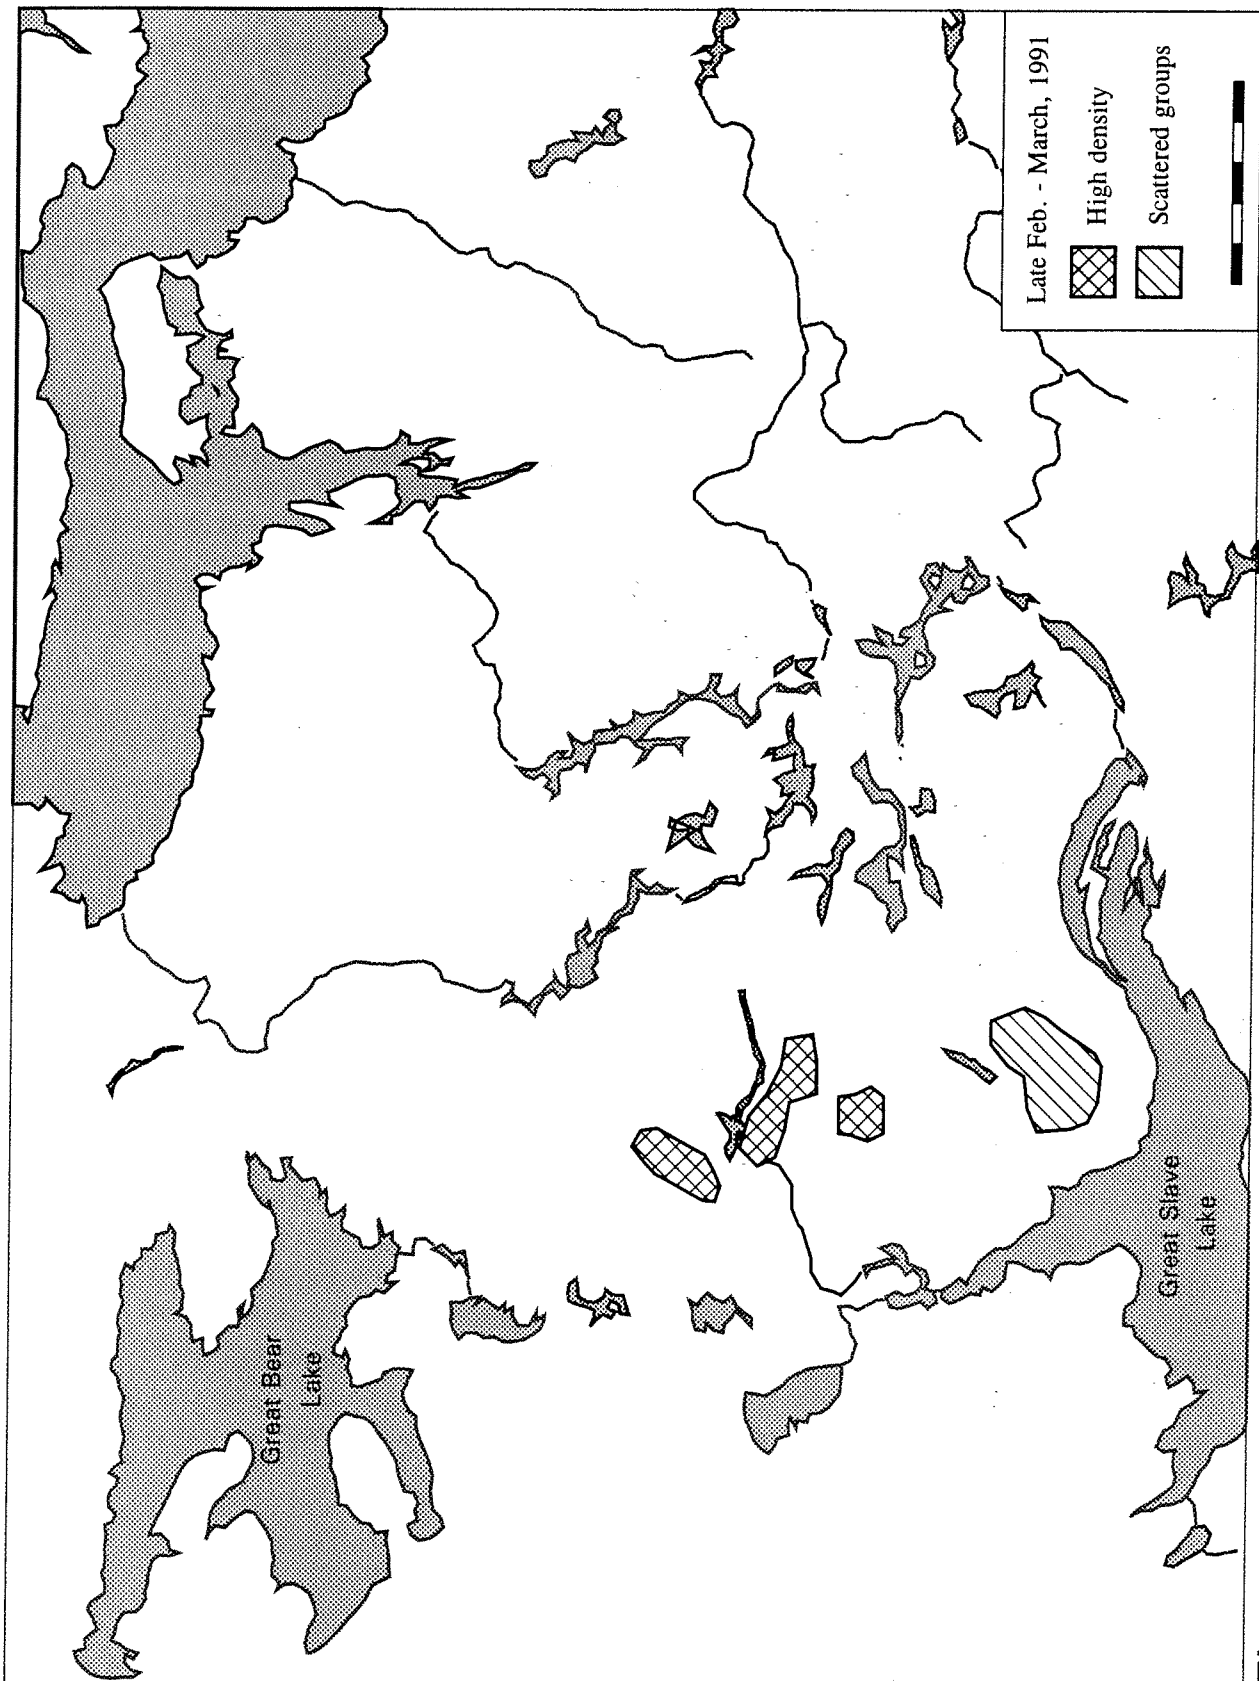 Great Bear
Lake
Great Slave
Lake
Late Feb. - March, 1991
High density
Scattered groups